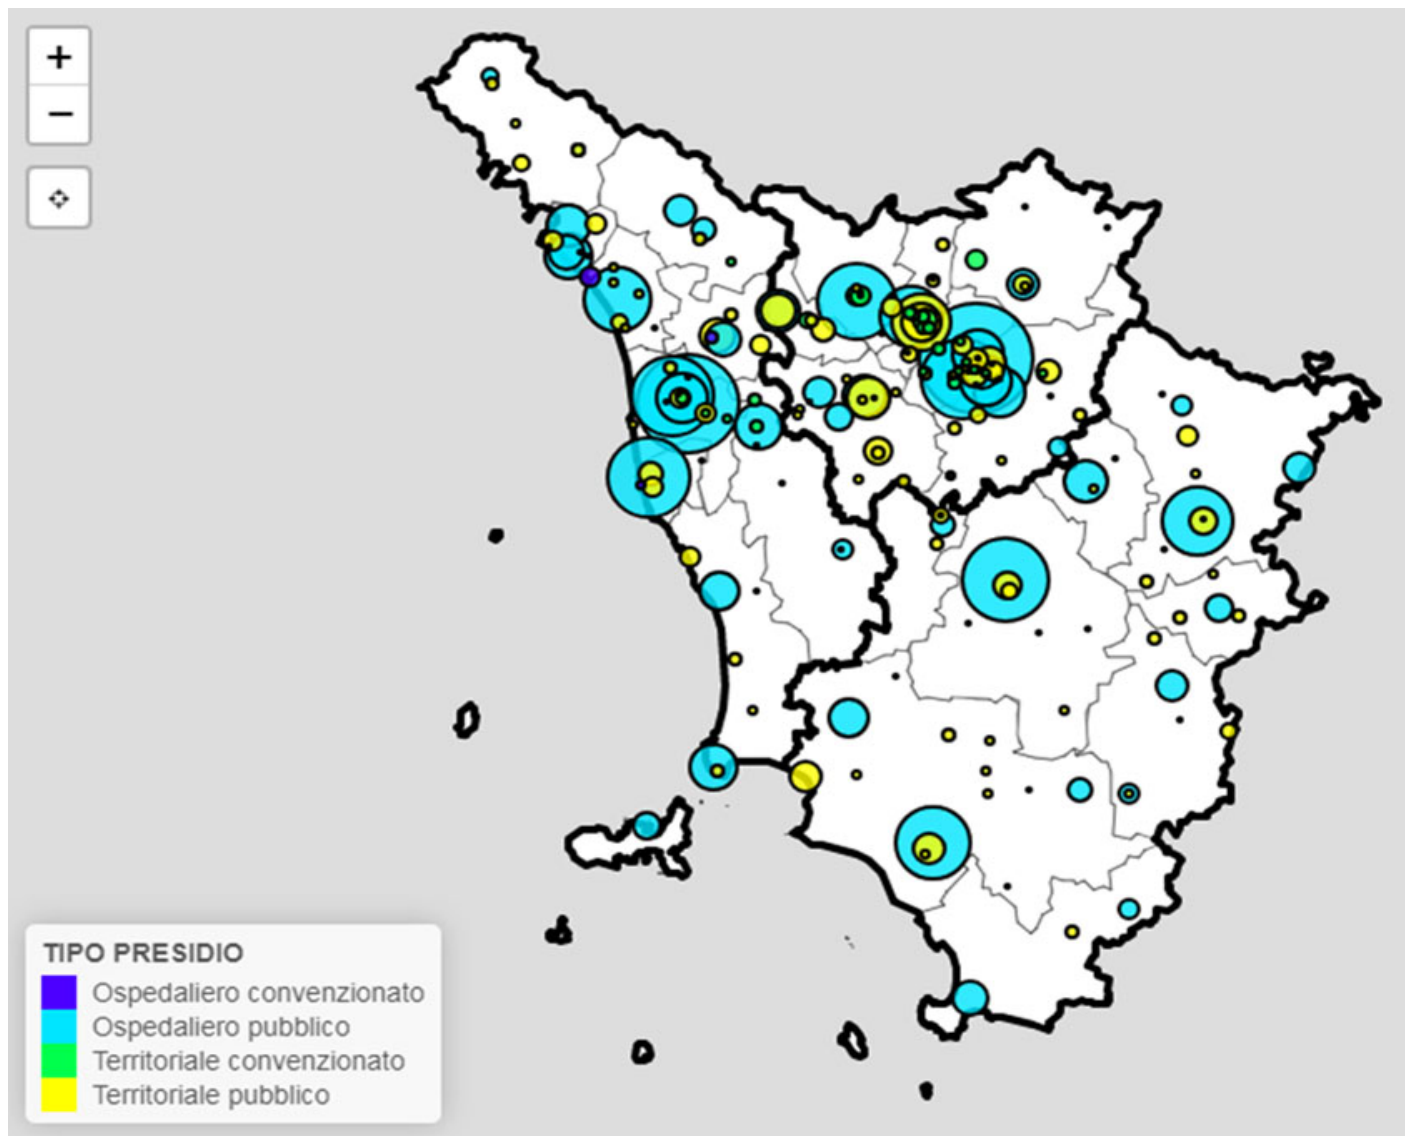 +
−
TIPO PRESIDIO
Ospedaliero convenzionato
Ospedaliero pubblico
Territoriale convenzionato
Territoriale pubblico